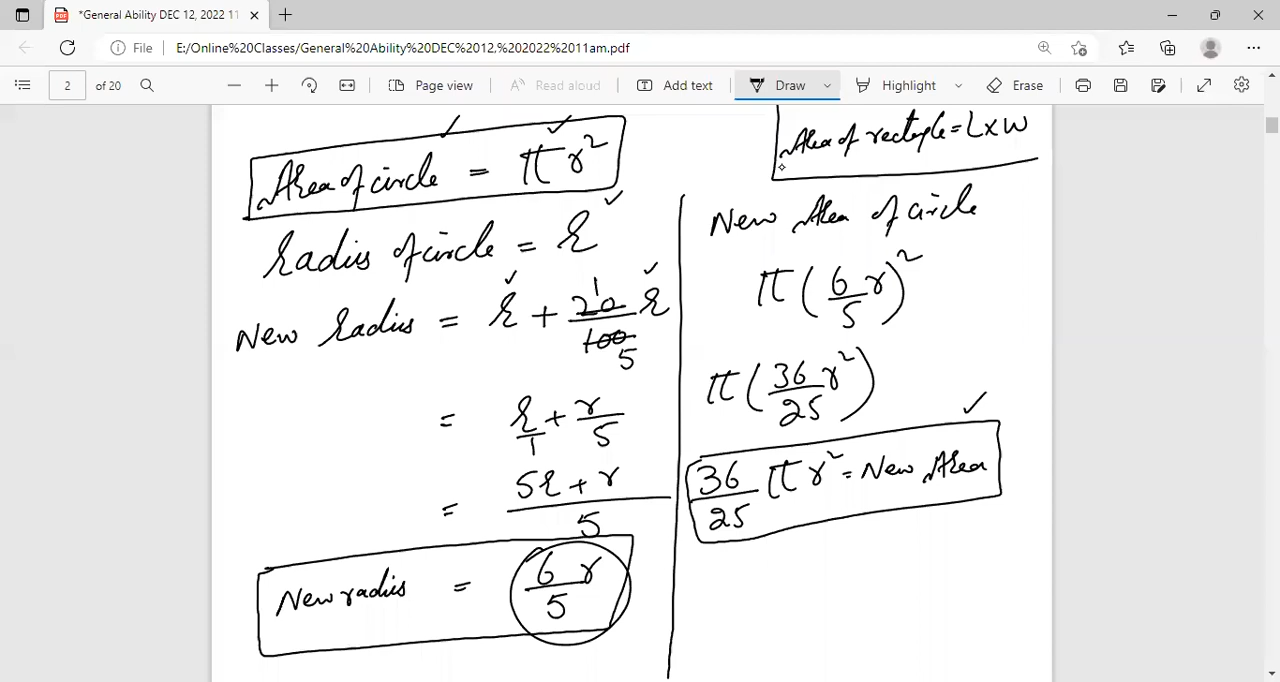 *General Ability DEC 12, 2022 11
File E:/Online%20Classes/General%20Ability%20DEC%2012,%202022%2011am.pdf
2 of 20 Page view Read aloud Add text Draw Highlight Erase
Area of circle = πr²
Radius of circle = r
New Radius = r + 20/100 r
1
5
= r/1 + r/5
= 5r + r / 5
New radius = 6/5 r
Area of rectangle = L x W
New Area of circle
π(6/5 r)²
π(36/25 r²)
36/25 πr² = New Area